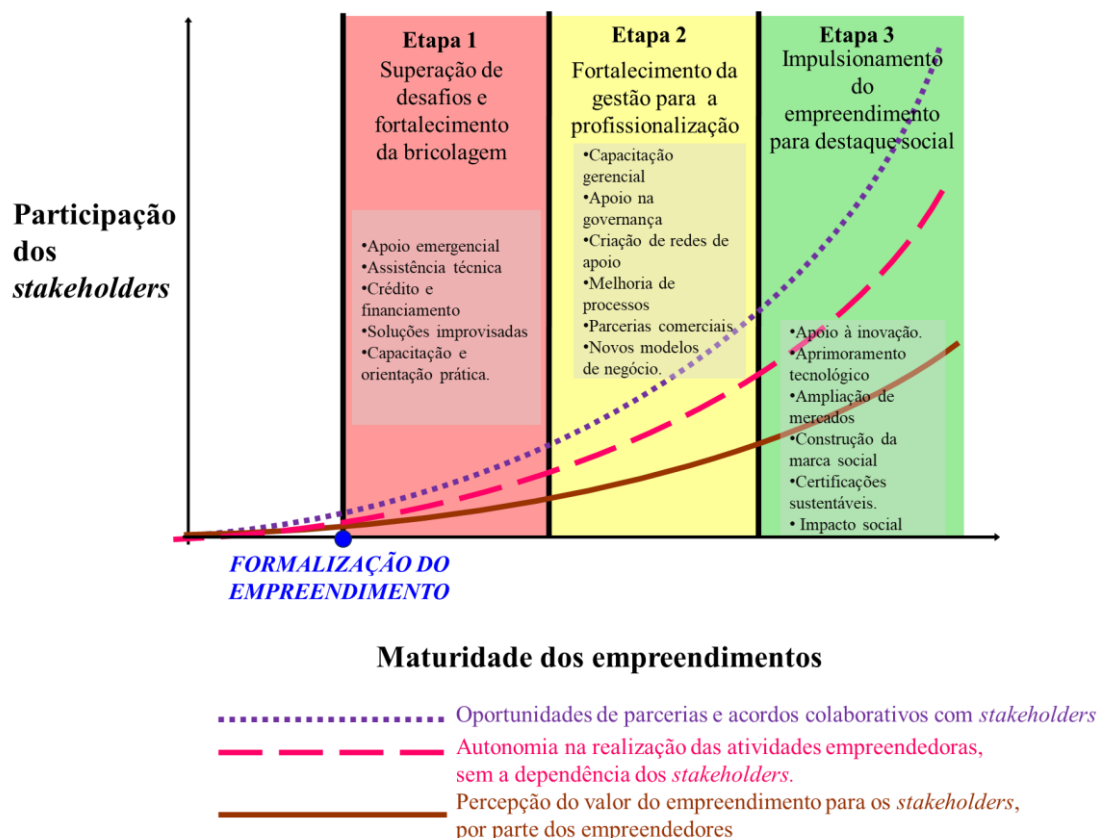 Etapa 1
Superação de
desafios e
fortalecimento
da bricolagem
•Apoio emergencial
•Assistência técnica
•Crédito e
financiamento
•Soluções improvisadas
•Capacitação e
orientação prática.
Etapa 2
Fortalecimento da
gestão para a
profissionalização
•Capacitação
gerencial
•Apoio na
governança
•Criação de redes de
apoio
•Melhoria de
processos
•Parcerias comerciais
•Novos modelos
de negócio.
Etapa 3
Impulsionamento
do
empreendimento
para destaque social
•Apoio à inovação.
•Aprimoramento
tecnológico
•Ampliação de
mercados
•Construção da
marca social
•Certificações
sustentáveis.
• Impacto social
Participação
dos
stakeholders
FORMALIZAÇÃO DO
EMPREENDIMENTO
Maturidade dos empreendimentos
Oportunidades de parcerias e acordos colaborativos com stakeholders
Autonomia na realização das atividades empreendedoras,
sem a dependência dos stakeholders.
Percepção do valor do empreendimento para os stakeholders,
por parte dos empreendedores